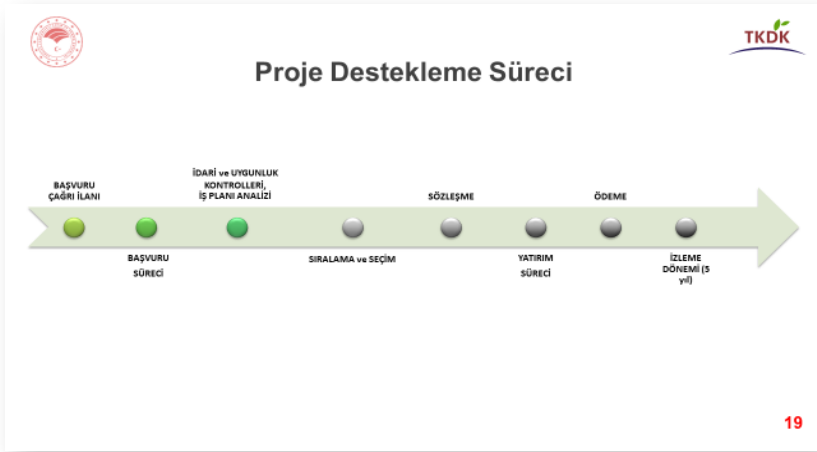 TKDK
Proje Destekleme Süreci
BAŞVURU
ÇAĞRI İLANI
BAŞVURU
SÜRECİ
İDARİ ve UYGUNLUK
KONTROLLERİ,
İŞ PLANI ANALİZİ
SIRALAMA ve SEÇİM
SÖZLEŞME
YATIRIM
SÜRECİ
ÖDEME
İZLEME
DÖNEMİ (5
yıl)
19